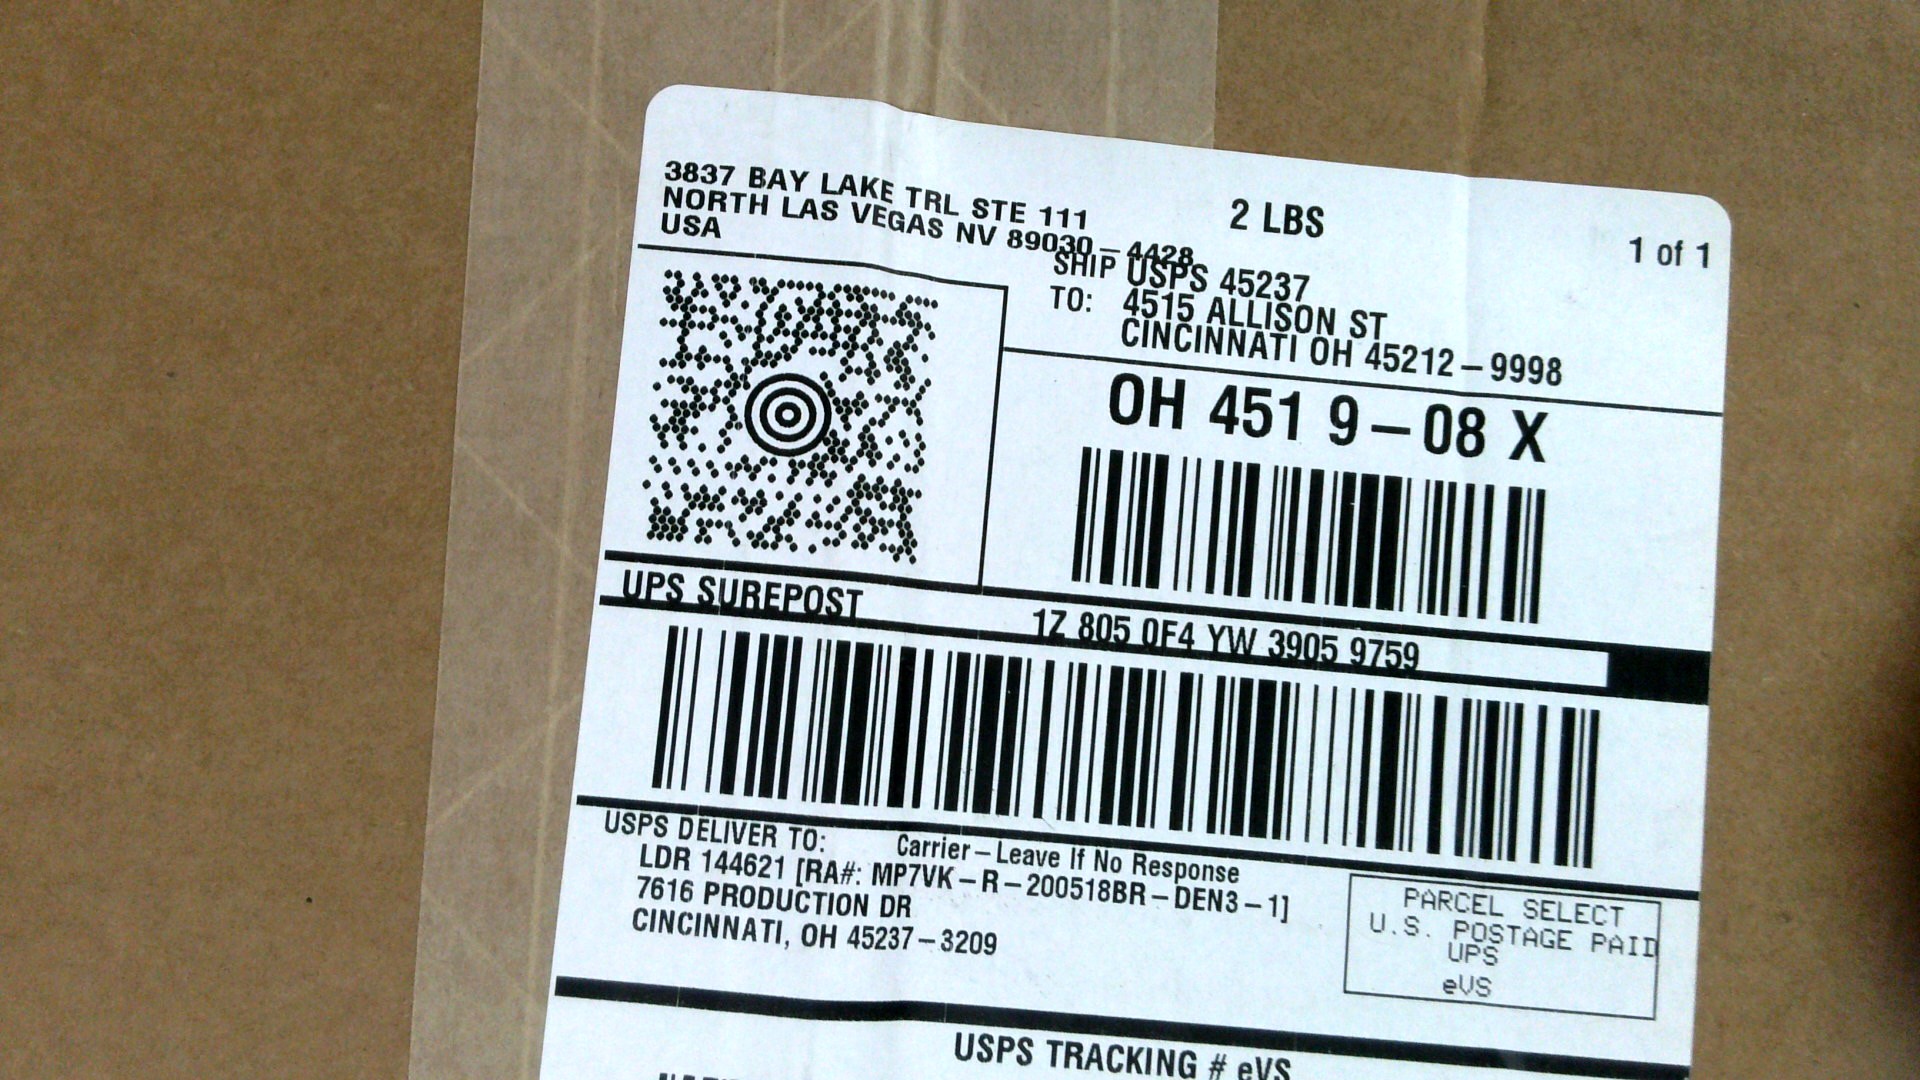 3837 BAY LAKE TRL STE 111
NORTH LAS VEGAS NV 89030-4428
USA
2 LBS
1 of 1
SHIP TO: USPS 45237
4515 ALLISON ST
CINCINNATI OH 45212-9998
OH 451 9-08 X
UPS SUREPOST
1Z 805 0F4 YW 3905 9759
USPS DELIVER TO:
Carrier-Leave If No Response
LDR 144621 [RA#: MP7VK-R-200518BR-DEN3-1]
7616 PRODUCTION DR
CINCINNATI, OH 45237-3209
PARCEL SELECT
U.S. POSTAGE PAID
UPS
eVS
USPS TRACKING # eVS